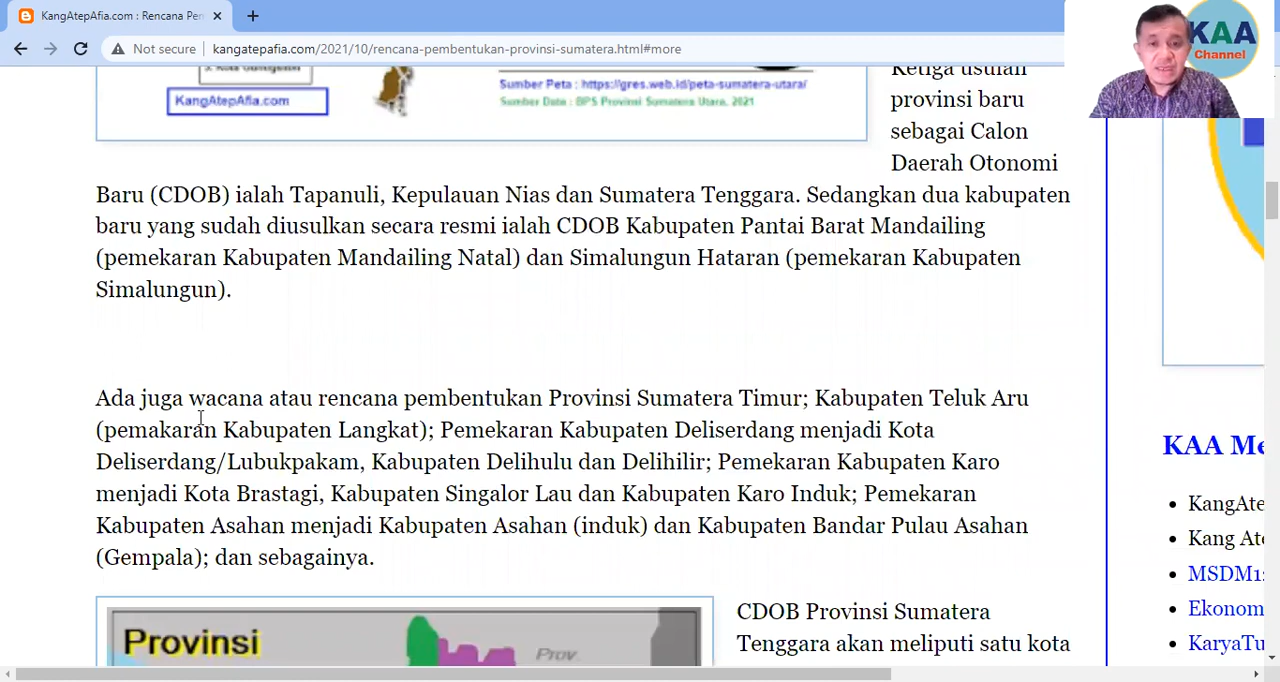 KangAtepAfia.com : Rencana Pe
Not secure
kangatepafia.com/2021/10/rencana-pembentukan-provinsi-sumatera.html#more
KAA
Channel
KangAtepAfia.com
Sumber Peta : https://gres.web.id/peta-sumatera-utara/
Sumber Data : BPS Provinsi Sumatera Utara, 2021
Ketiga usulan
provinsi baru
sebagai Calon
Daerah Otonomi
Baru (CDOB) ialah Tapanuli, Kepulauan Nias dan Sumatera Tenggara. Sedangkan dua kabupaten
baru yang sudah diusulkan secara resmi ialah CDOB Kabupaten Pantai Barat Mandailing
(pemekaran Kabupaten Mandailing Natal) dan Simalungun Hataran (pemekaran Kabupaten
Simalungun).
Ada juga wacana atau rencana pembentukan Provinsi Sumatera Timur; Kabupaten Teluk Aru
(pemakaran Kabupaten Langkat); Pemekaran Kabupaten Deliserdang menjadi Kota
Deliserdang/Lubukpakam, Kabupaten Delihulu dan Delihilir; Pemekaran Kabupaten Karo
menjadi Kota Brastagi, Kabupaten Singalor Lau dan Kabupaten Karo Induk; Pemekaran
Kabupaten Asahan menjadi Kabupaten Asahan (induk) dan Kabupaten Bandar Pulau Asahan
(Gempala); dan sebagainya.
Provinsi
Prov.
CDOB Provinsi Sumatera
Tenggara akan meliputi satu kota
KAA Me
KangAte
Kang Ate
MSDM1
Ekonom
KaryaTu